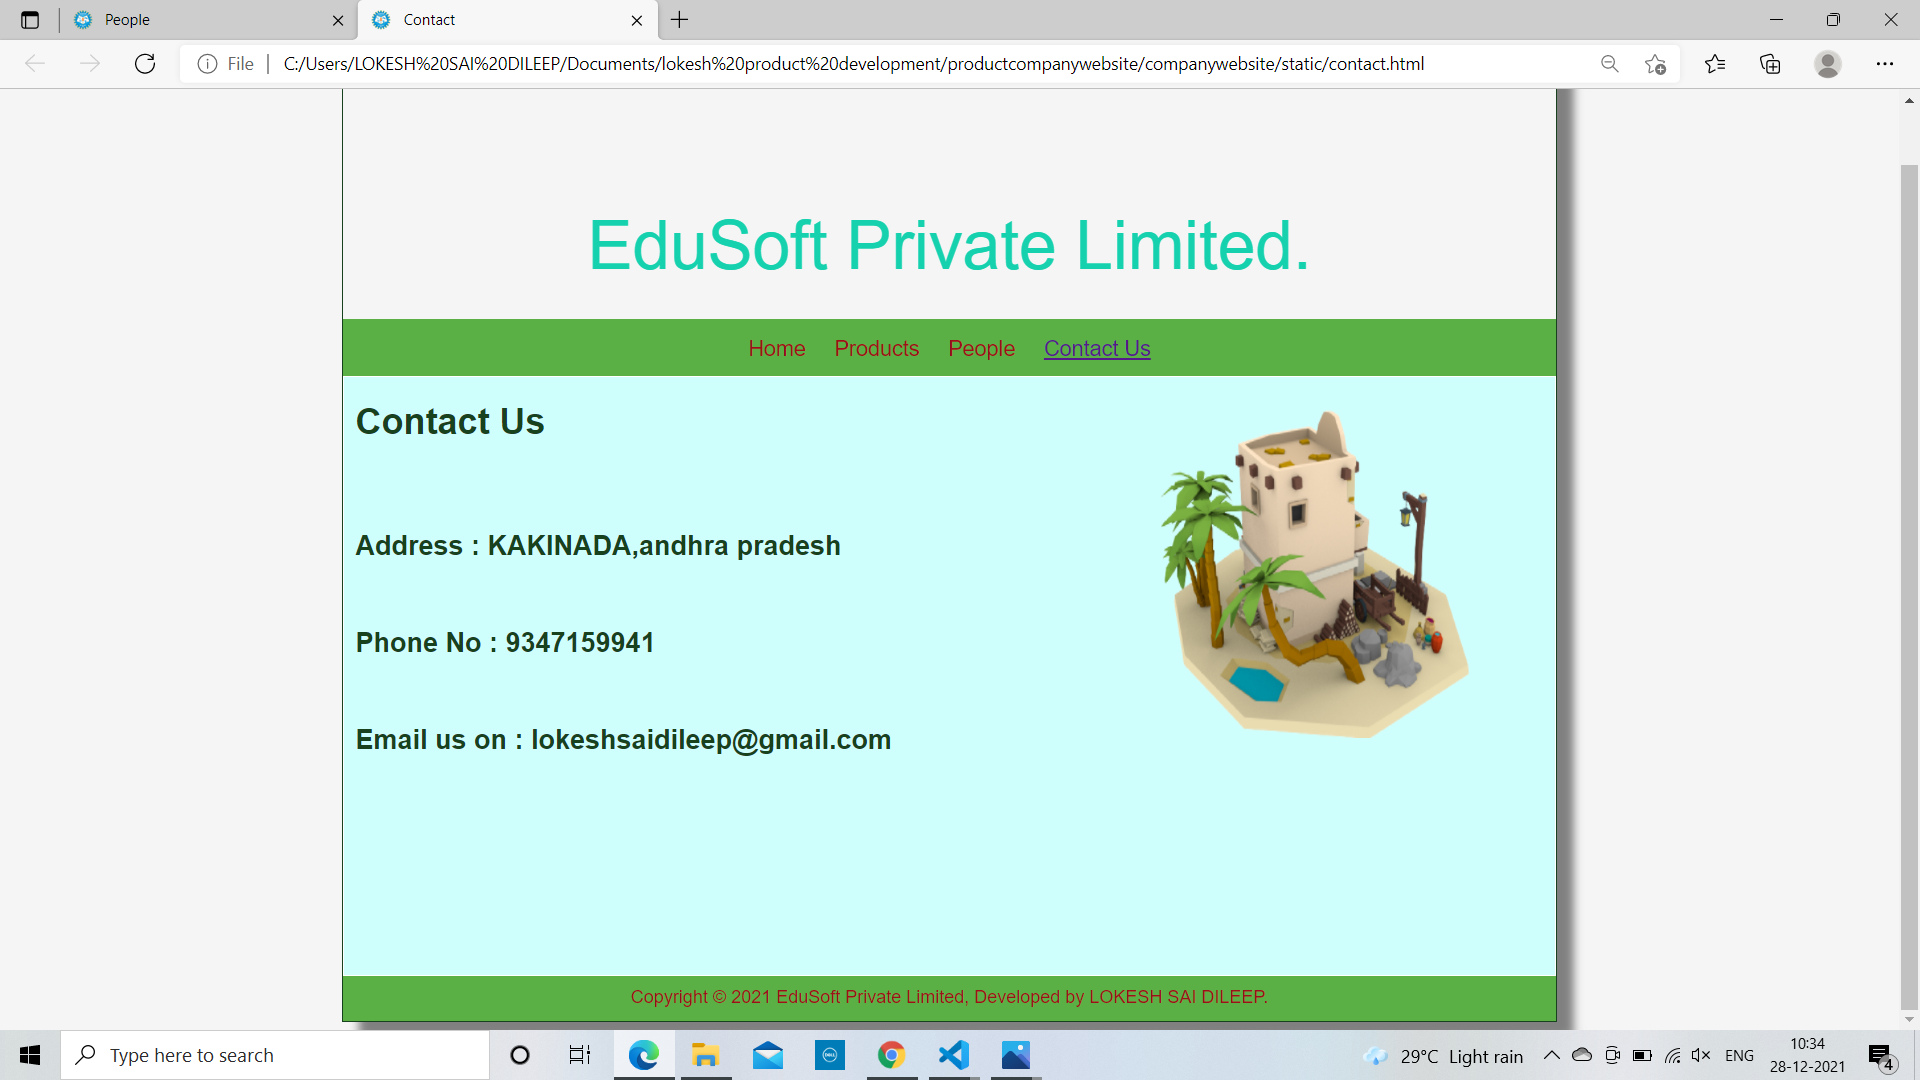 People
Contact
File
C:/Users/LOKESH%20SAI%20DILEEP/Documents/lokesh%20product%20development/productcompanywebsite/companywebsite/static/contact.html
EduSoft Private Limited.
Home Products People Contact Us
Contact Us
Address : KAKINADA,andhra pradesh
Phone No : 9347159941
Email us on : lokeshsaidileep@gmail.com
Copyright © 2021 EduSoft Private Limited, Developed by LOKESH SAI DILEEP.
Type here to search
DELL
29°C Light rain
ENG
10:34
28-12-2021
4